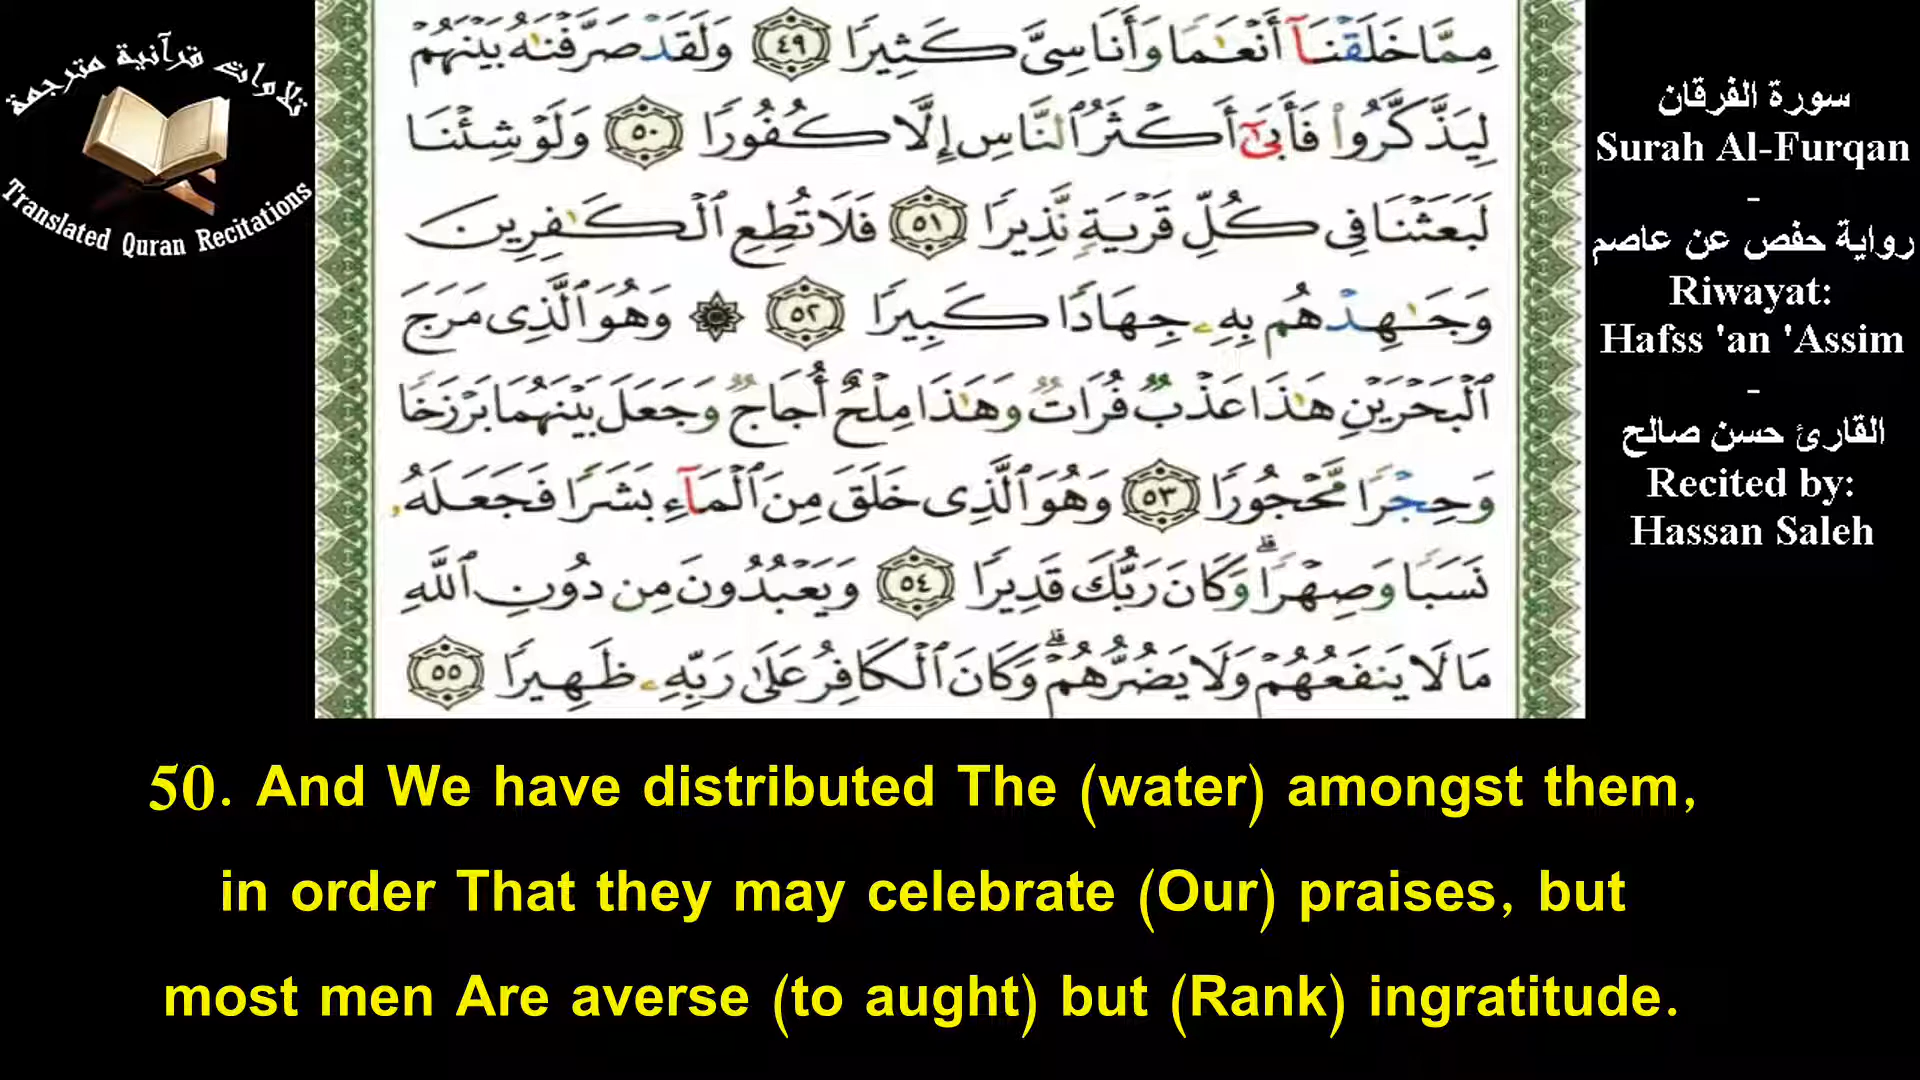 تلاوات قرآنية مترجمة
Translated Quran Recitations
مِمَّا خَلَقْنَآ أَنْعَٰمًا وَأَنَاسِىَّ كَثِيرًا ٤٩ وَلَقَدْ صَرَّفْنَٰهُ بَيْنَهُمْ
لِيَذَّكَّرُوا۟ فَأَبَىٰٓ أَكْثَرُ ٱلنَّاسِ إِلَّا كُفُورًا ٥٠ وَلَوْ شِئْنَا
لَبَعَثْنَا فِى كُلِّ قَرْيَةٍ نَّذِيرًا ٥١ فَلَا تُطِعِ ٱلْكَٰفِرِينَ
وَجَٰهِدْهُم بِهِۦ جِهَادًا كَبِيرًا ٥٢ ۞ وَهُوَ ٱلَّذِى مَرَجَ
ٱلْبَحْرَيْنِ هَٰذَا عَذْبٌ فُرَاتٌ وَهَٰذَا مِلْحٌ أُجَاجٌ وَجَعَلَ بَيْنَهُمَا بَرْزَخًا
وَحِجْرًا مَّحْجُورًا ٥٣ وَهُوَ ٱلَّذِى خَلَقَ مِنَ ٱلْمَآءِ بَشَرًا فَجَعَلَهُۥ
نَسَبًا وَصِهْرًا ۗ وَكَانَ رَبُّكَ قَدِيرًا ٥٤ وَيَعْبُدُونَ مِن دُونِ ٱللَّهِ
مَا لَا يَنفَعُهُمْ وَلَا يَضُرُّهُمْ ۗ وَكَانَ ٱلْكَافِرُ عَلَىٰ رَبِّهِۦ ظَهِيرًا ٥٥
سورة الفرقان
Surah Al-Furqan
-
رواية حفص عن عاصم
Riwayat:
Hafss 'an 'Assim
-
القارئ حسن صالح
Recited by:
Hassan Saleh
50. And We have distributed The (water) amongst them,
in order That they may celebrate (Our) praises, but
most men Are averse (to aught) but (Rank) ingratitude.